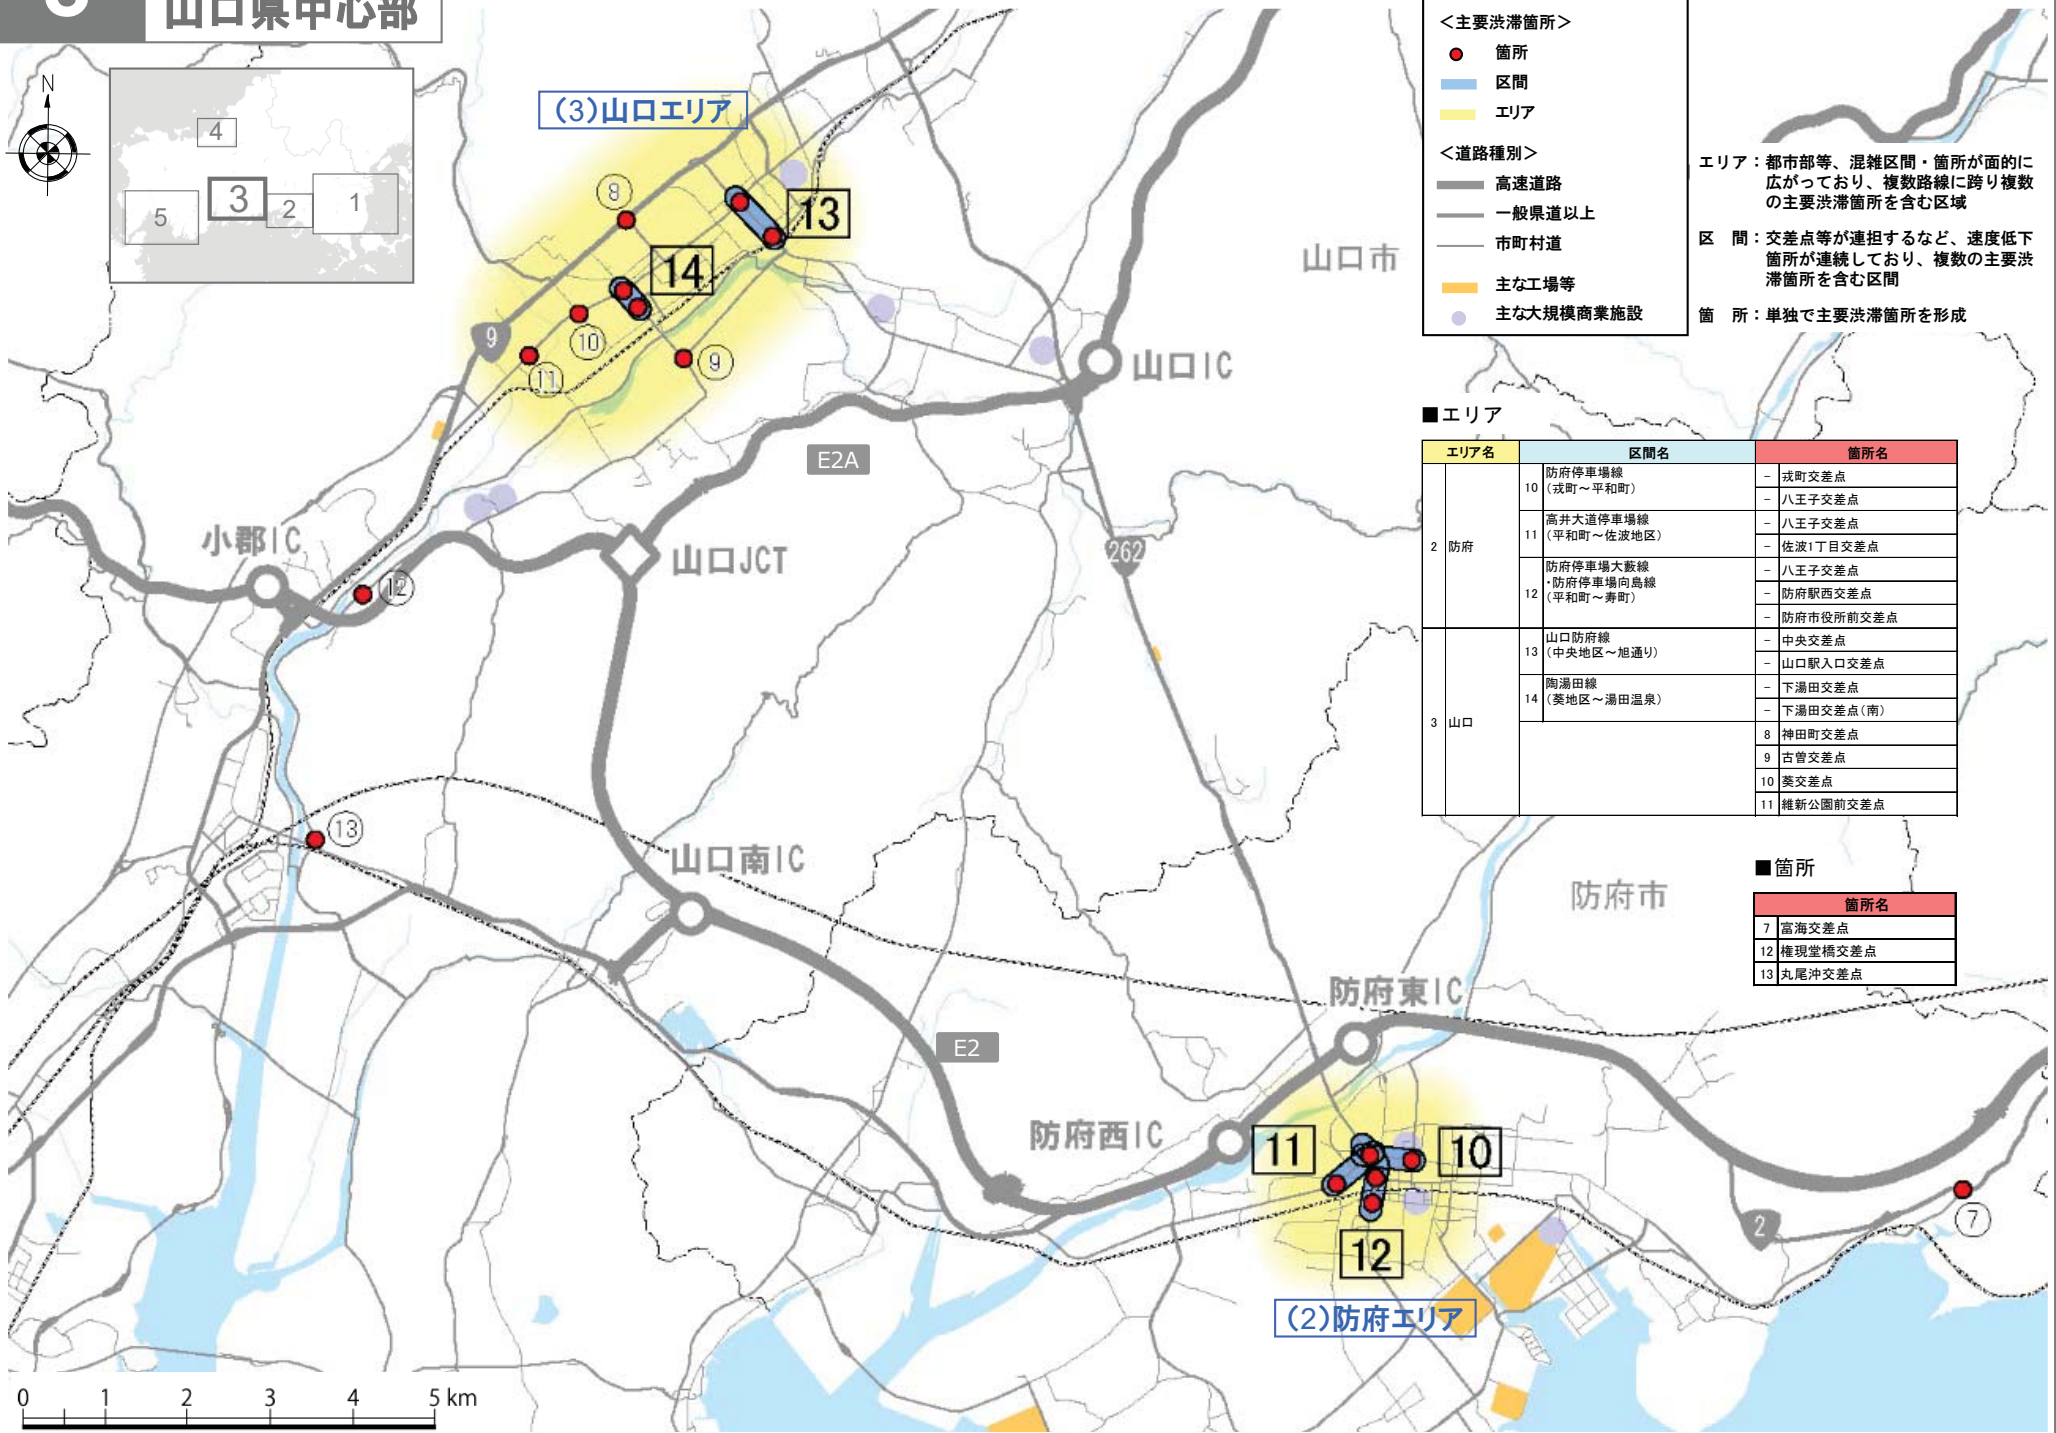 山口県中心部
N
4
5
3
2
1
(3)山口エリア
8
13
14
10
9
11
9
山口市
山口IC
E2A
小郡IC
12
山口JCT
262
13
山口南IC
防府市
防府東IC
E2
防府西IC
11
10
12
2
7
(2)防府エリア
0 1 2 3 4 5 km
<主要渋滞箇所>
箇所
区間
エリア
<道路種別>
高速道路
一般県道以上
市町村道
主な工場等
主な大規模商業施設
エリア:都市部等、混雑区間・箇所が面的に
広がっており、複数路線に跨り複数
の主要渋滞箇所を含む区域
区 間:交差点等が連担するなど、速度低下
箇所が連続しており、複数の主要渋
滞箇所を含む区間
箇 所:単独で主要渋滞箇所を形成
■エリア
エリア名 区間名 箇所名
2 防府
10 防府停車場線
(戎町~平和町)
- 戎町交差点
- 八王子交差点
11 高井大道停車場線
(平和町~佐波地区)
- 八王子交差点
- 佐波1丁目交差点
12 防府停車場大藪線
・防府停車場向島線
(平和町~寿町)
- 八王子交差点
- 防府駅西交差点
- 防府市役所前交差点
3 山口
13 山口防府線
(中央地区~旭通り)
- 中央交差点
- 山口駅入口交差点
14 陶湯田線
(葵地区~湯田温泉)
- 下湯田交差点
- 下湯田交差点(南)
8 神田町交差点
9 古曽交差点
10 葵交差点
11 維新公園前交差点
■箇所
箇所名
7 富海交差点
12 権現堂橋交差点
13 丸尾沖交差点